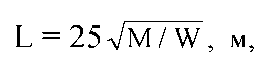 L = 25√M / W, м,